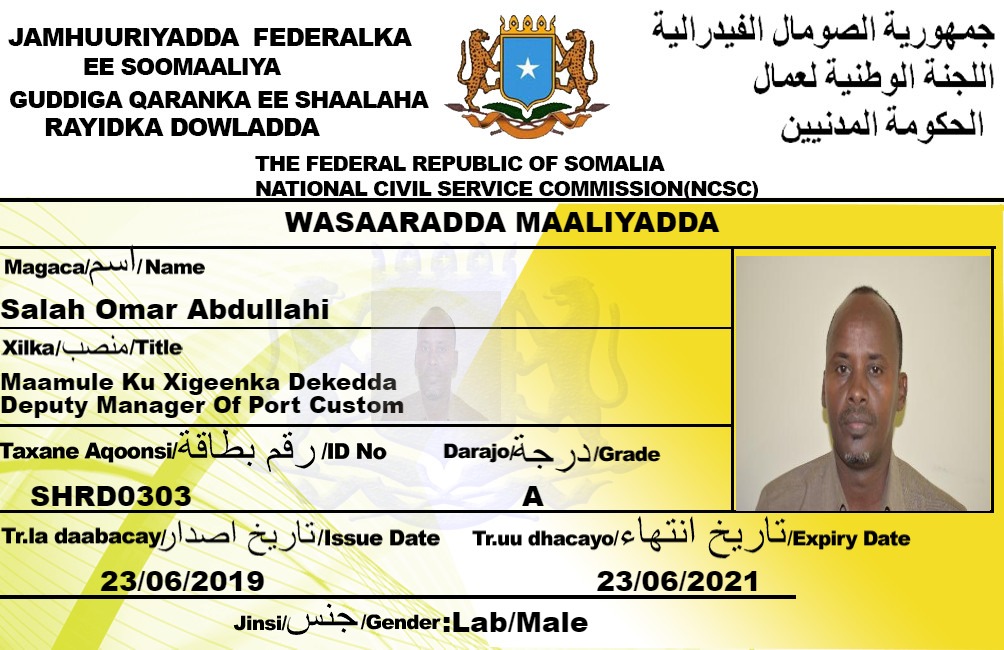 JAMHUURIYADDA FEDERALKA
EE SOOMAALIYA
GUDDIGA QARANKA EE SHAALAHA
RAYIDKA DOWLADDA
جمهورية الصومال الفيدرالية
اللجنة الوطنية لعمال
الحكومة المدنيين
THE FEDERAL REPUBLIC OF SOMALIA
NATIONAL CIVIL SERVICE COMMISSION(NCSC)
WASAARADDA MAALIYADDA
Magaca/اسم/Name
Salah Omar Abdullahi
Xilka/منصب/Title
Maamule Ku Xigeenka Dekedda
Deputy Manager Of Port Custom
Taxane Aqoonsi/رقم بطاقة/ID No
Darajo/درجة/Grade
SHRD0303
A
Tr.la daabacay/تاريخ اصدار/Issue Date
Tr.uu dhacayo/تاريخ انتهاء/Expiry Date
23/06/2019
23/06/2021
Jinsi/جنس/Gender:Lab/Male